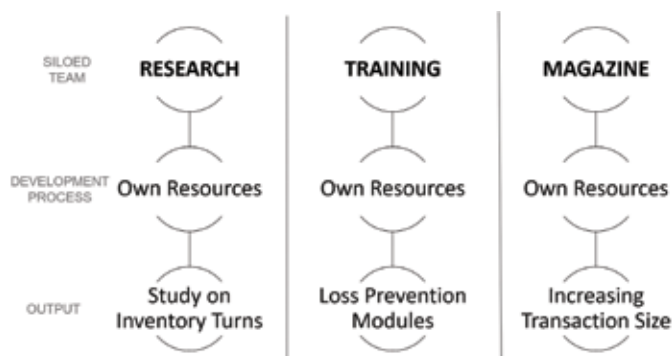 SILOED
TEAM
RESEARCH
TRAINING
MAGAZINE
DEVELOPMENT
PROCESS
Own Resources
Own Resources
Own Resources
OUTPUT
Study on
Inventory Turns
Loss Prevention
Modules
Increasing
Transaction Size